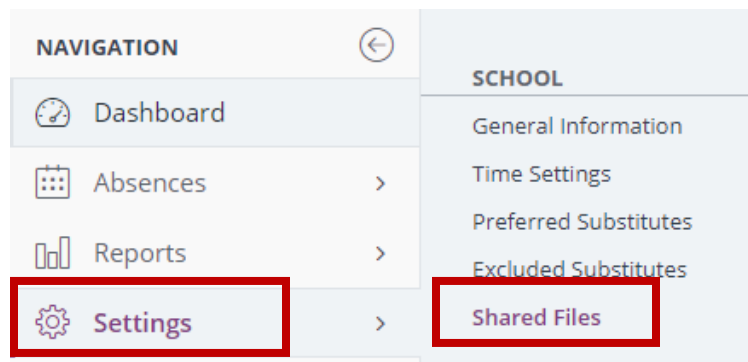 NAVIGATION
Dashboard
Absences
Reports
Settings
SCHOOL
General Information
Time Settings
Preferred Substitutes
Excluded Substitutes
Shared Files